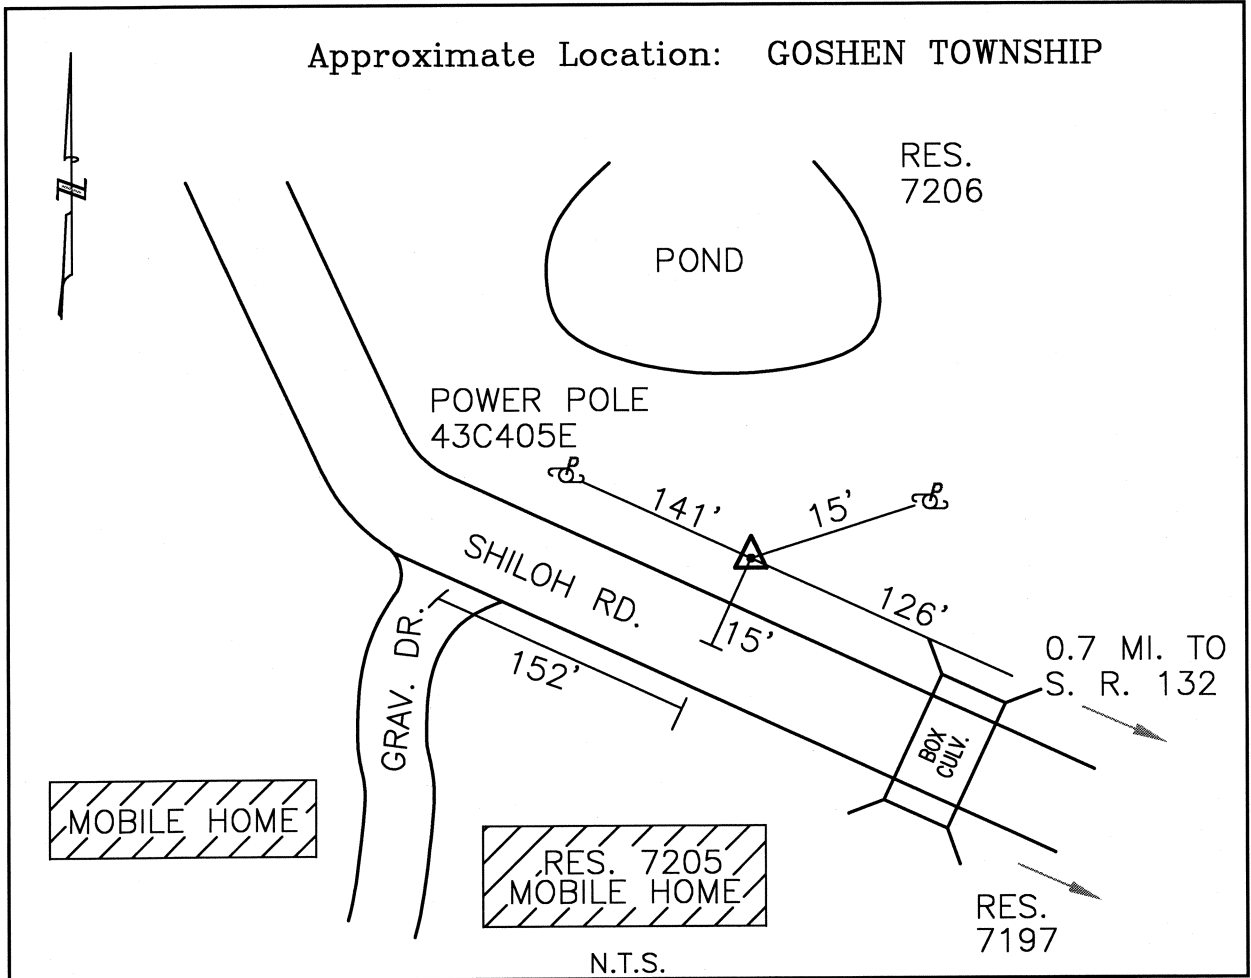 Approximate Location: GOSHEN TOWNSHIP
RES.
7206
N
POND
POWER POLE
43C405E
P
P
141'
15'
SHILOH RD.
126'
15'
152'
GRAV. DR.
0.7 MI. TO
S. R. 132
BOX
CULV.
MOBILE HOME
RES. 7205
MOBILE HOME
RES.
7197
N.T.S.